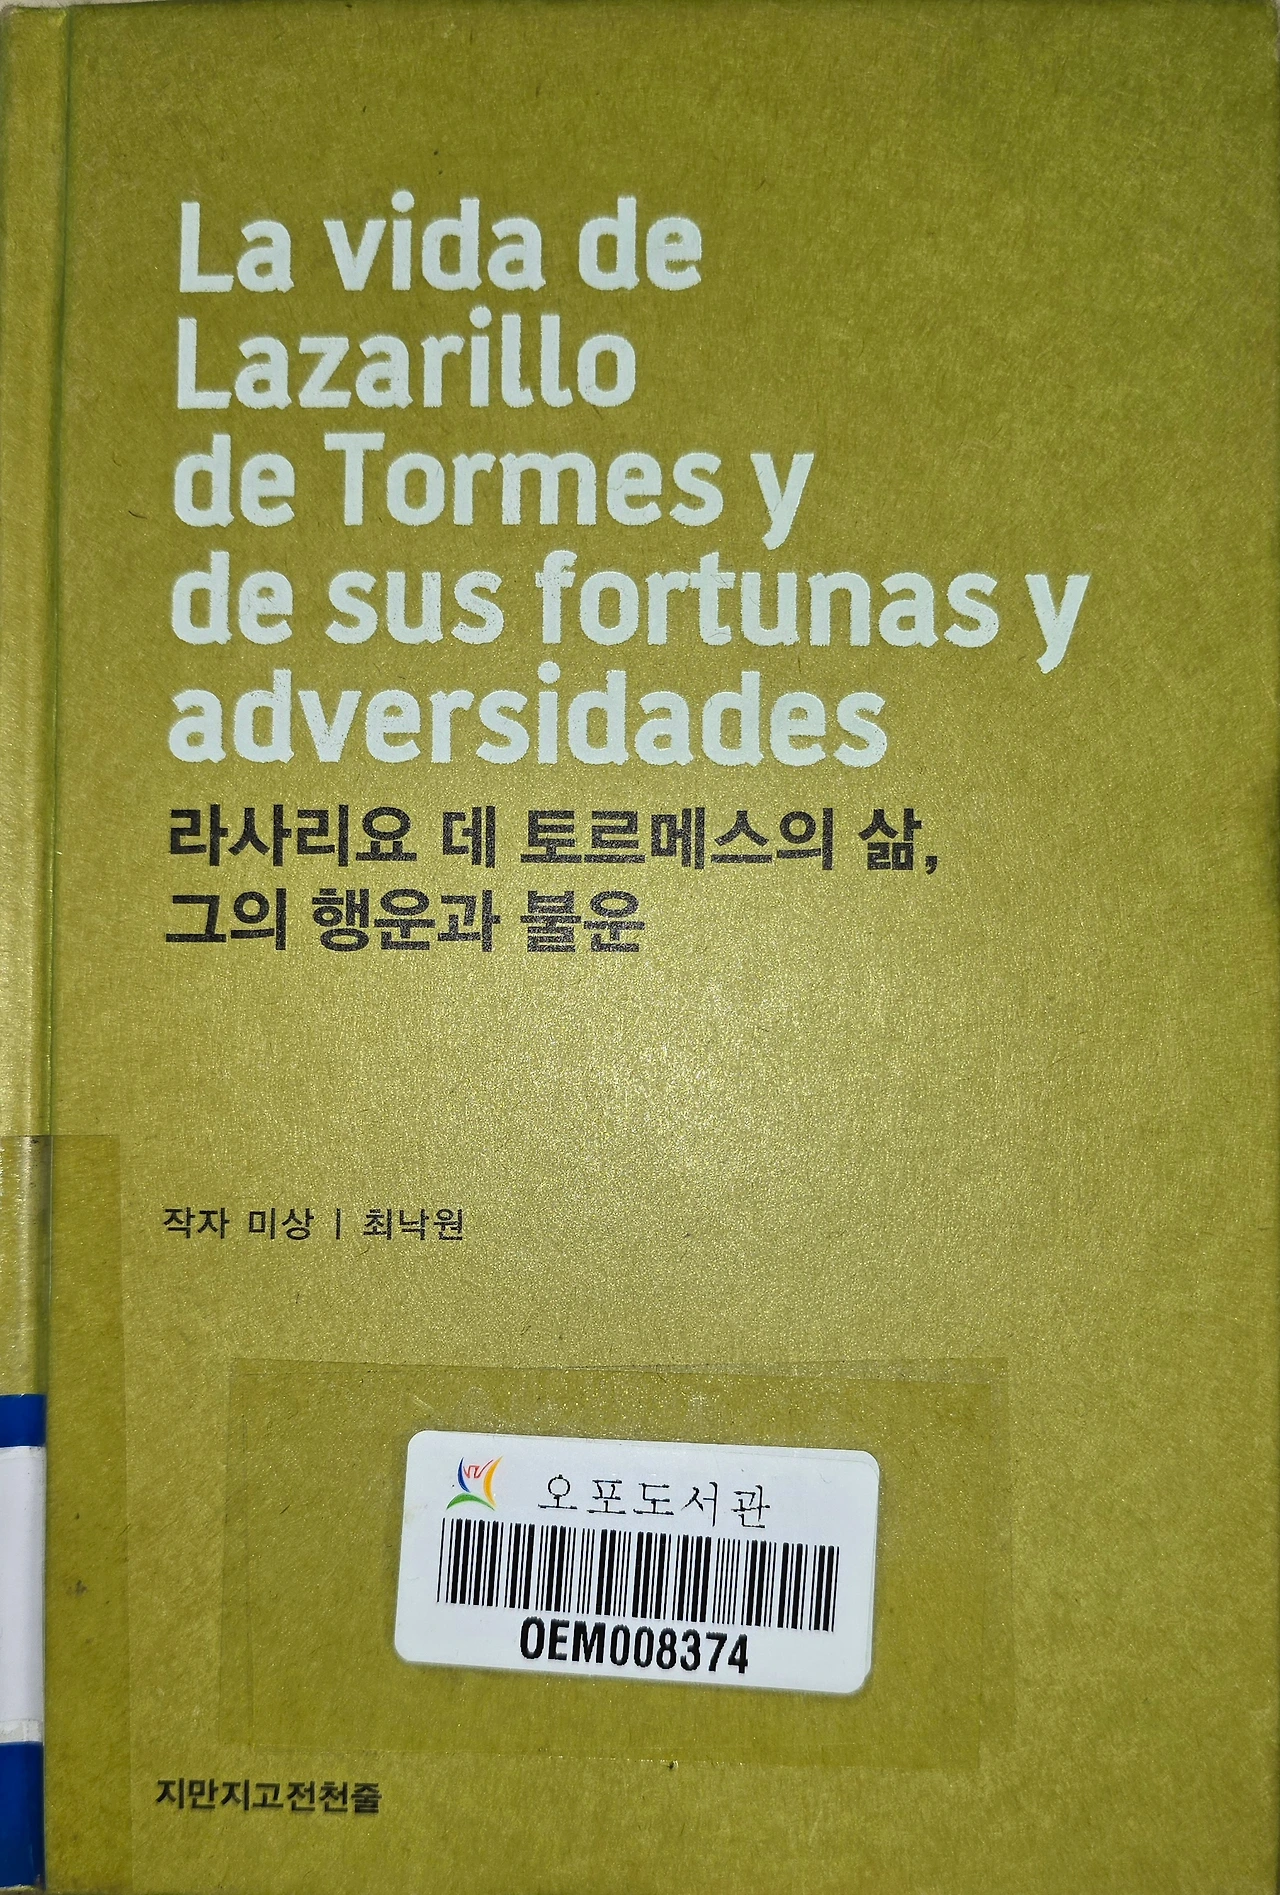 La vida de
Lazarillo
de Tormes y
de sus fortunas y
adversidades
라사리요 데 토르메스의 삶,
그의 행운과 불운
작자 미상 | 최낙원
오포도서관
OEM008374
지만지고전천줄